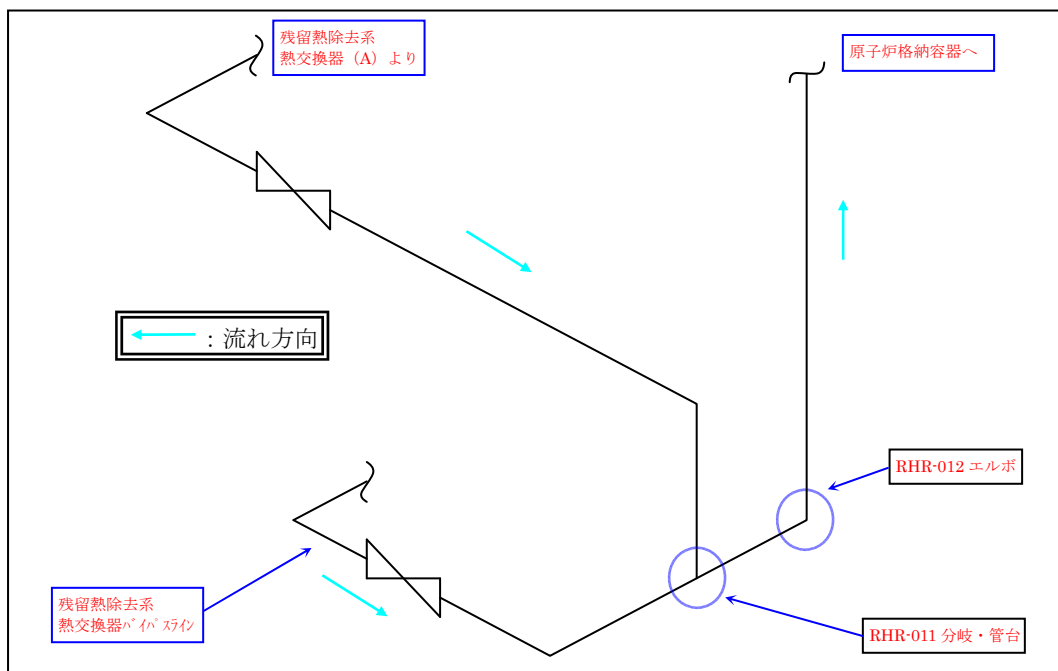 残留熱除去系
熱交換器（A）より
原子炉格納容器へ
：流れ方向
RHR-012 エルボ
残留熱除去系
熱交換器ﾊﾞｲﾊﾟｽﾗｲﾝ
RHR-011 分岐・管台